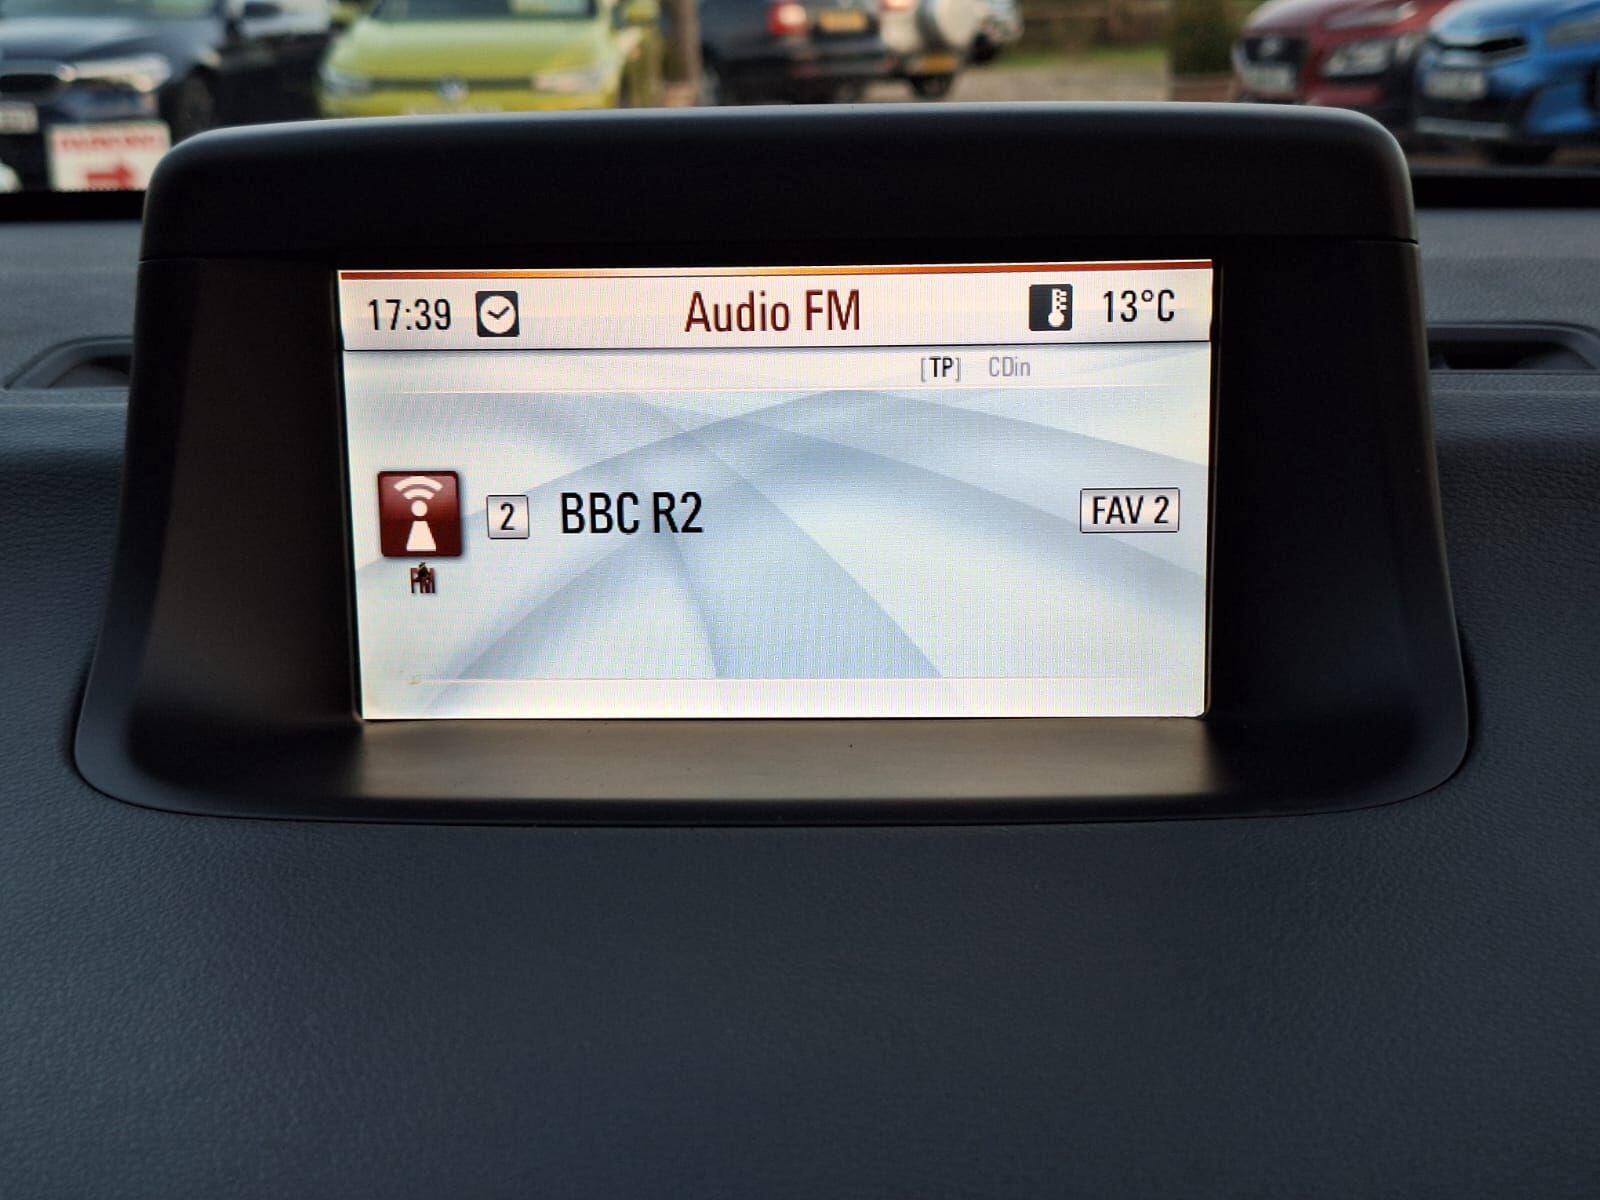 17:39 Audio FM 13°C
[TP] CDin
2 BBC R2 FAV 2
FM